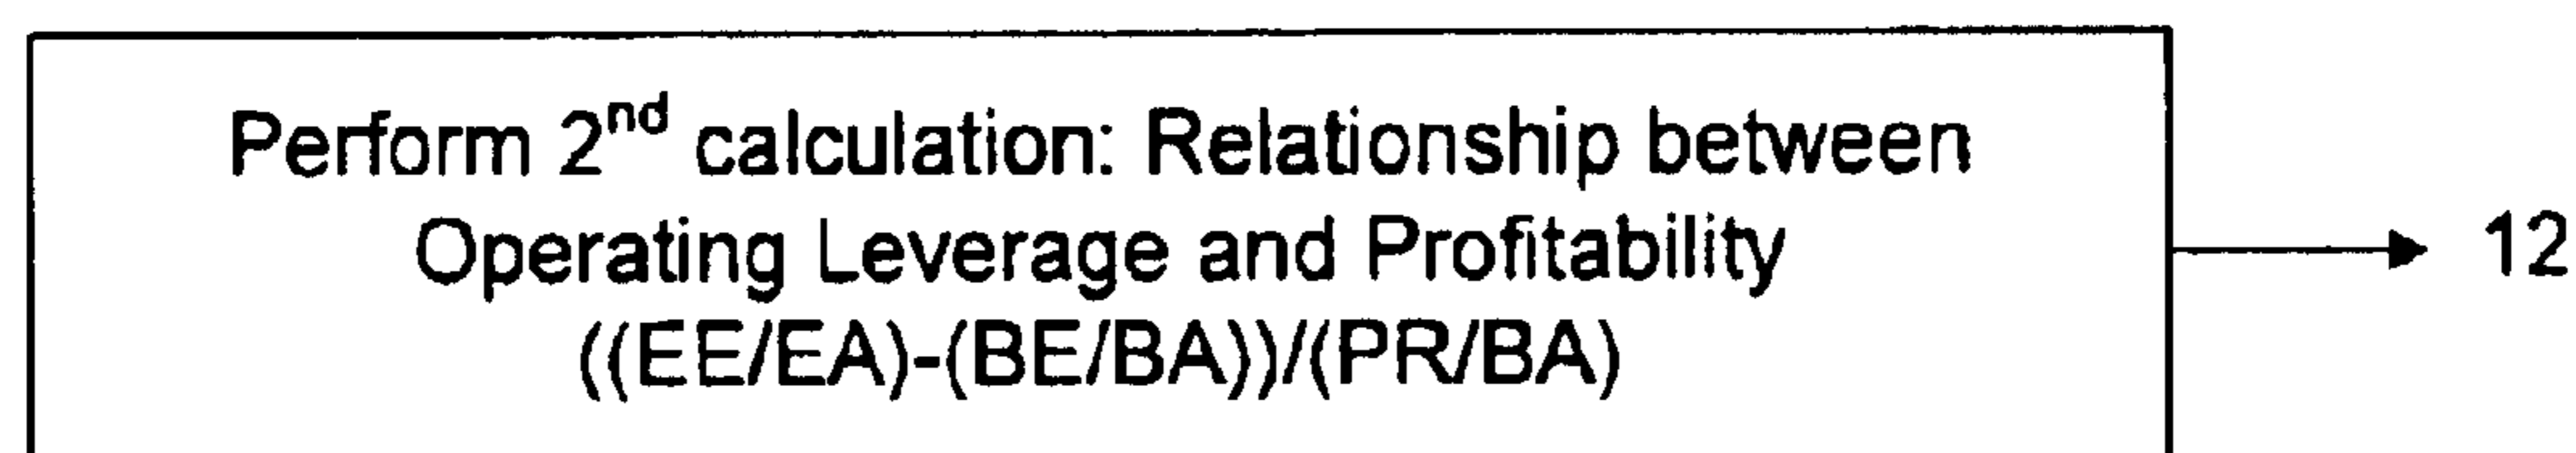 Perform 2nd calculation: Relationship between
Operating Leverage and Profitability
((EE/EA)-(BE/BA))/(PR/BA)
12